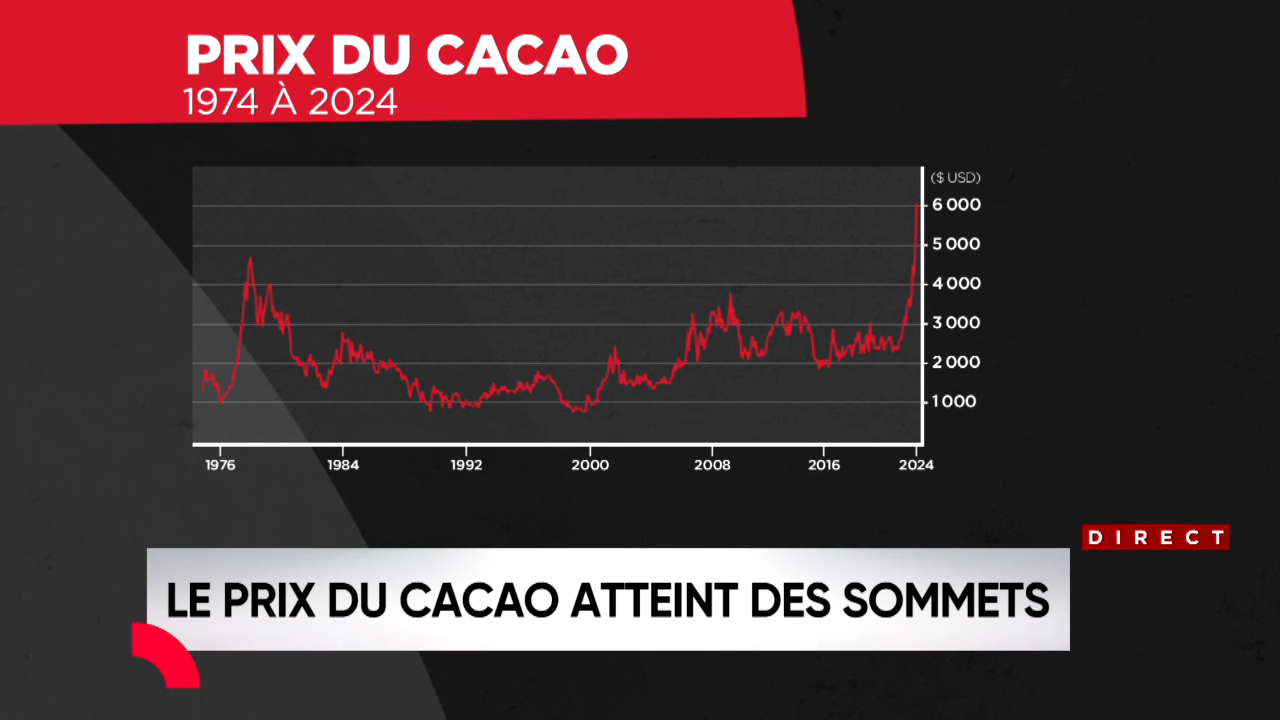 PRIX DU CACAO
1974 À 2024
($ USD)
6 000
5 000
4 000
3 000
2 000
1 000
1976 1984 1992 2000 2008 2016 2024
DIRECT
LE PRIX DU CACAO ATTEINT DES SOMMETS